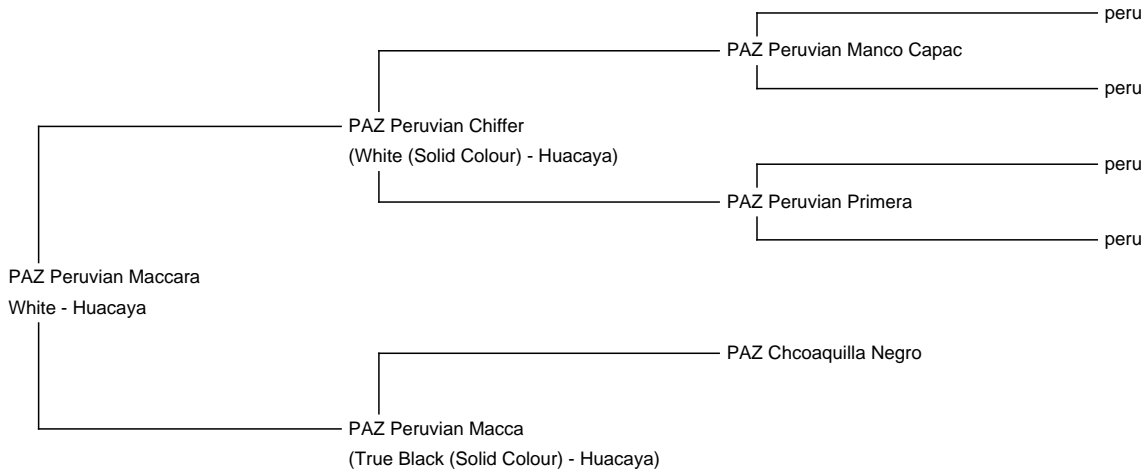 peru
PAZ Peruvian Manco Capac
peru
PAZ Peruvian Chiffer
(White (Solid Colour) - Huacaya)
peru
PAZ Peruvian Primera
peru
PAZ Peruvian Maccara
White - Huacaya
PAZ Chcoaquilla Negro
PAZ Peruvian Macca
(True Black (Solid Colour) - Huacaya)